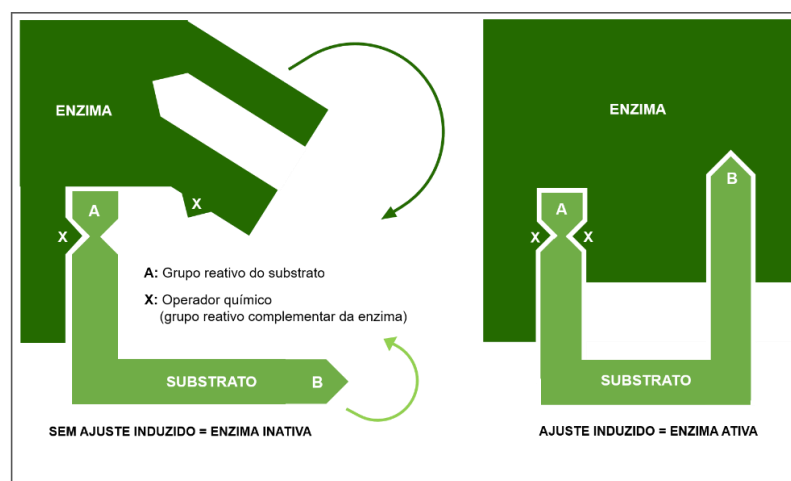 ENZIMA
A
X
X
A: Grupo reativo do substrato
X: Operador químico
(grupo reativo complementar da enzima)
SUBSTRATO
B
SEM AJUSTE INDUZIDO = ENZIMA INATIVA
ENZIMA
B
A
X
X
SUBSTRATO
AJUSTE INDUZIDO = ENZIMA ATIVA